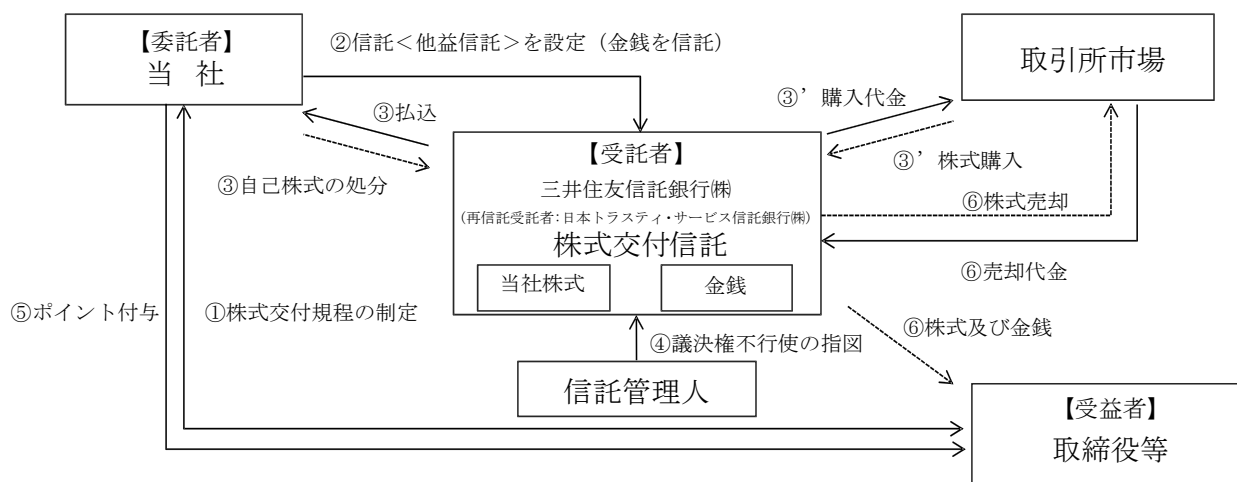 【委託者】
当 社
②信託<他益信託>を設定（金銭を信託）
取引所市場
③払込
③’購入代金
③自己株式の処分
【受託者】
三井住友信託銀行㈱
(再信託受託者:日本トラスティ・サービス信託銀行㈱)
株式交付信託
当社株式
金銭
③’株式購入
⑥株式売却
⑥売却代金
⑤ポイント付与
①株式交付規程の制定
④議決権不行使の指図
⑥株式及び金銭
信託管理人
【受益者】
取締役等